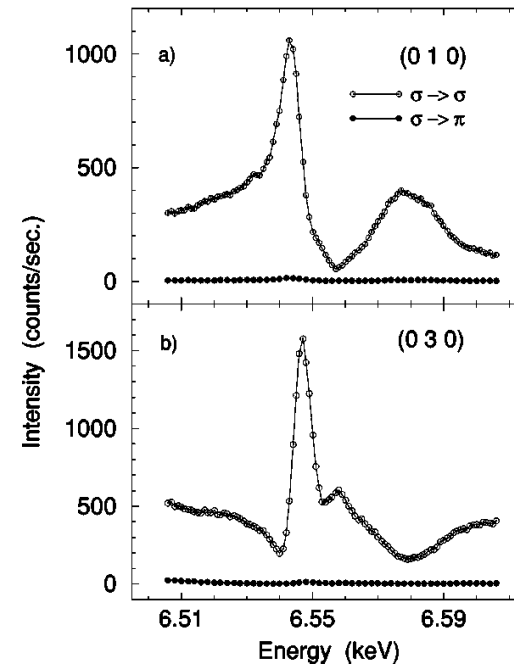 a)
(0 1 0)
σ -> σ
σ -> π
1000
500
0
b)
(0 3 0)
1500
1000
500
0
6.51
6.55
6.59
Intensity (counts/sec.)
Energy (keV)